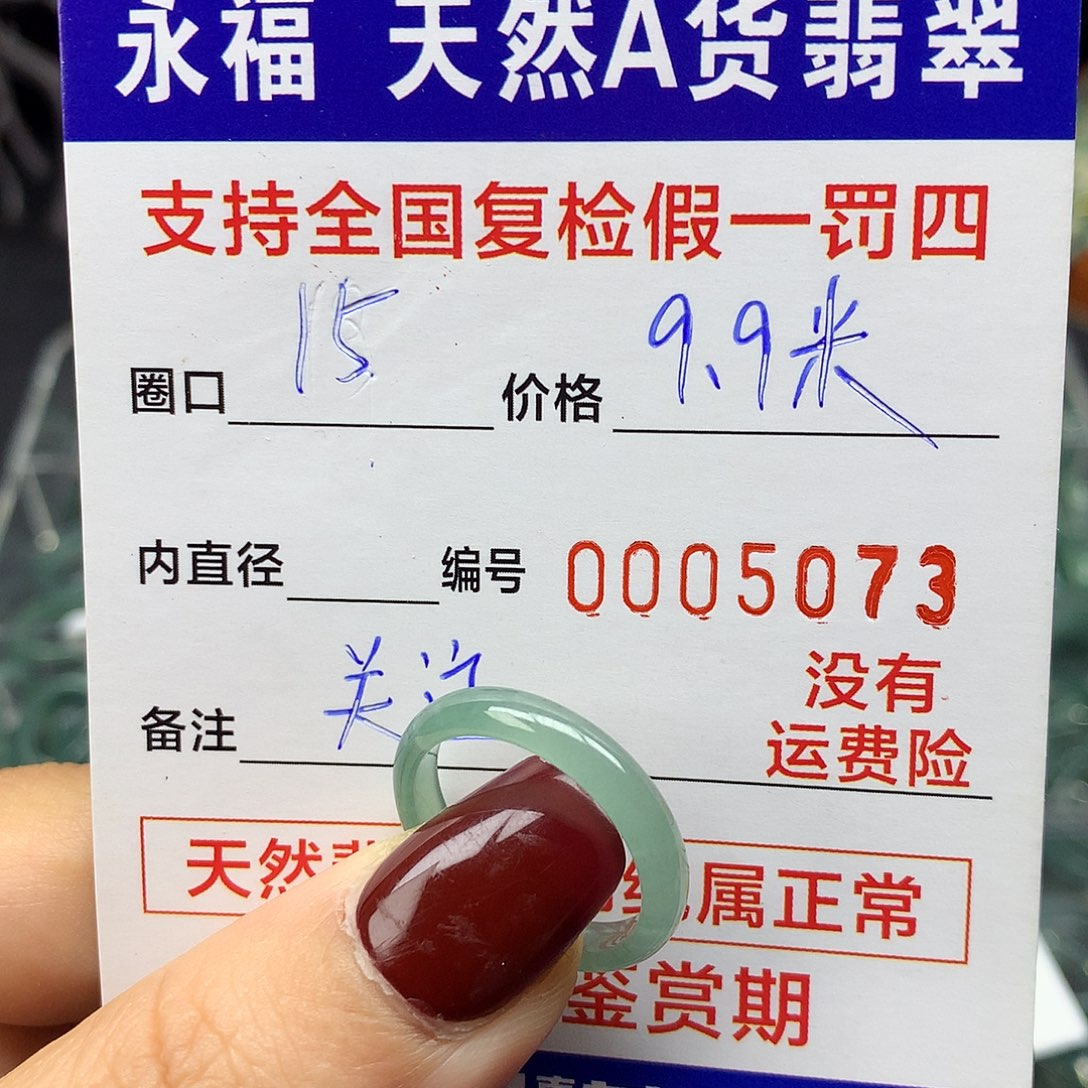 永福 天然A货翡翠
支持全国复检假一罚四
圈口 15 价格 9.9米
内直径 编号 0005073
备注 关注 没有
运费险
天然 属正常
鉴赏期